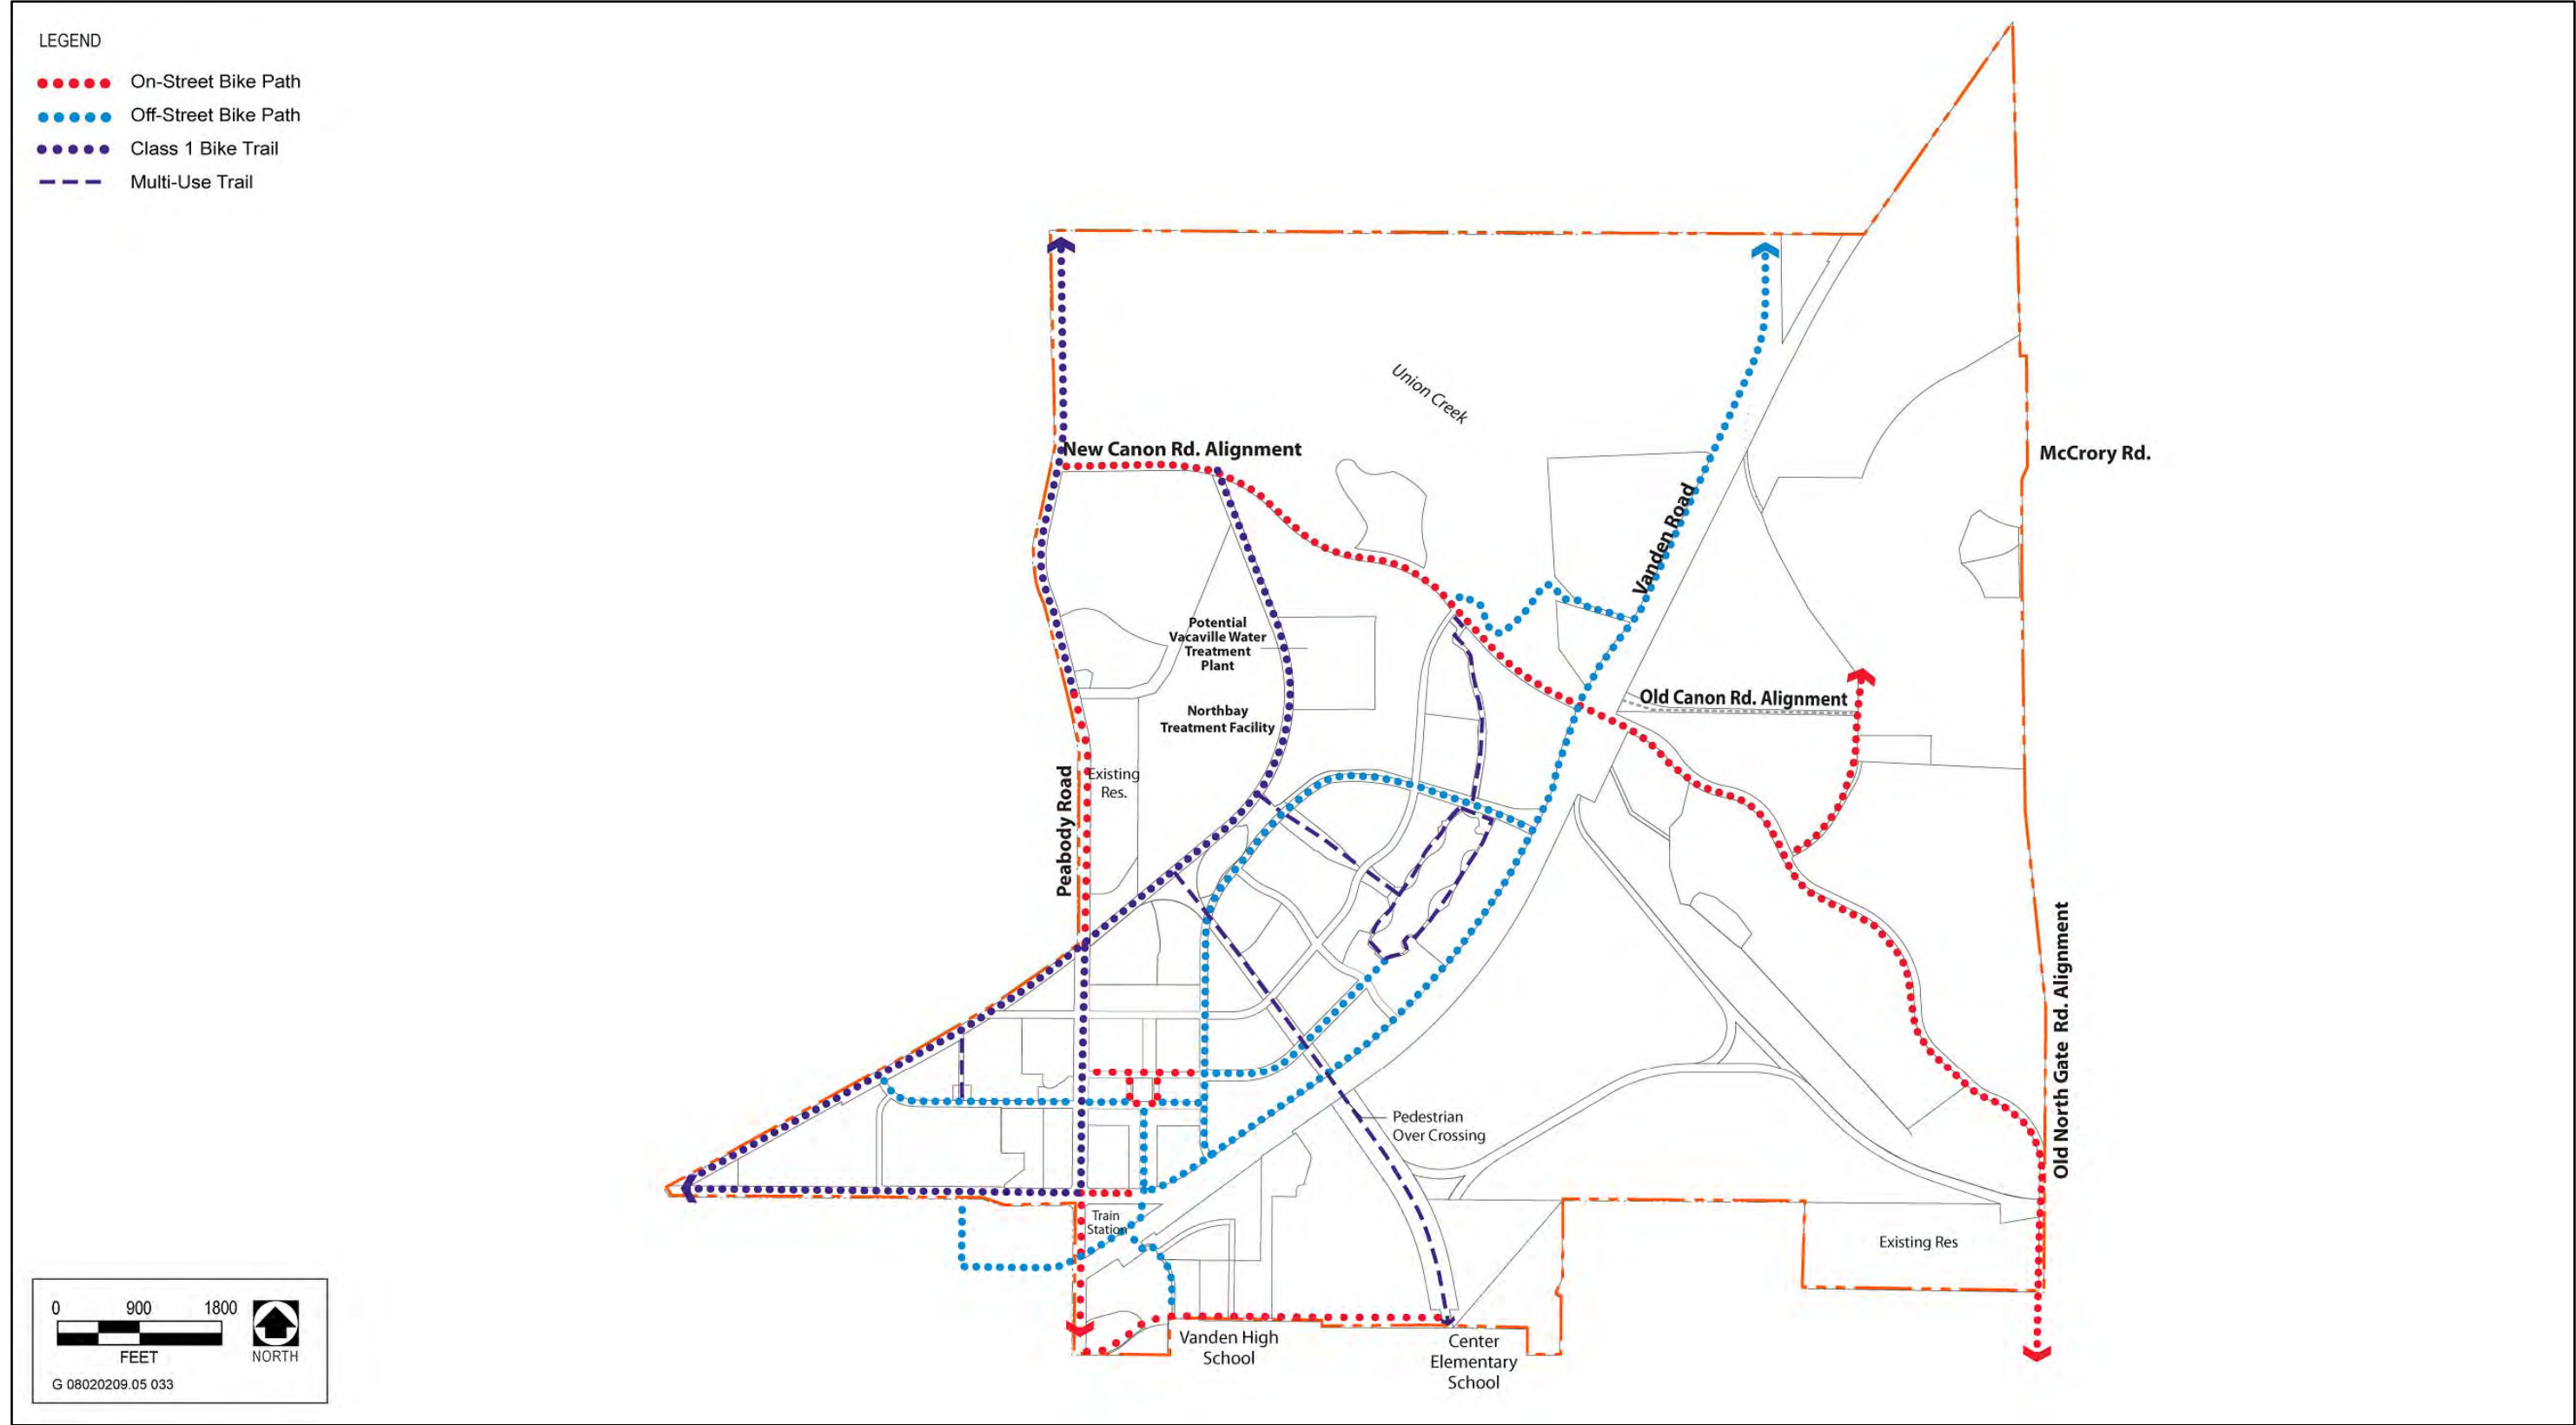 LEGEND
On-Street Bike Path
Off-Street Bike Path
Class 1 Bike Trail
Multi-Use Trail
Union Creek
New Canon Rd. Alignment
McCrory Rd.
Vanden Road
Potential
Vacaville Water
Treatment
Plant
Northbay
Treatment Facility
Old Canon Rd. Alignment
Existing
Res.
Peabody Road
Old North Gate Rd. Alignment
Pedestrian
Over Crossing
Train
Station
Existing Res
Vanden High
School
Center
Elementary
School
0 900 1800
FEET
NORTH
G 08020209.05 033